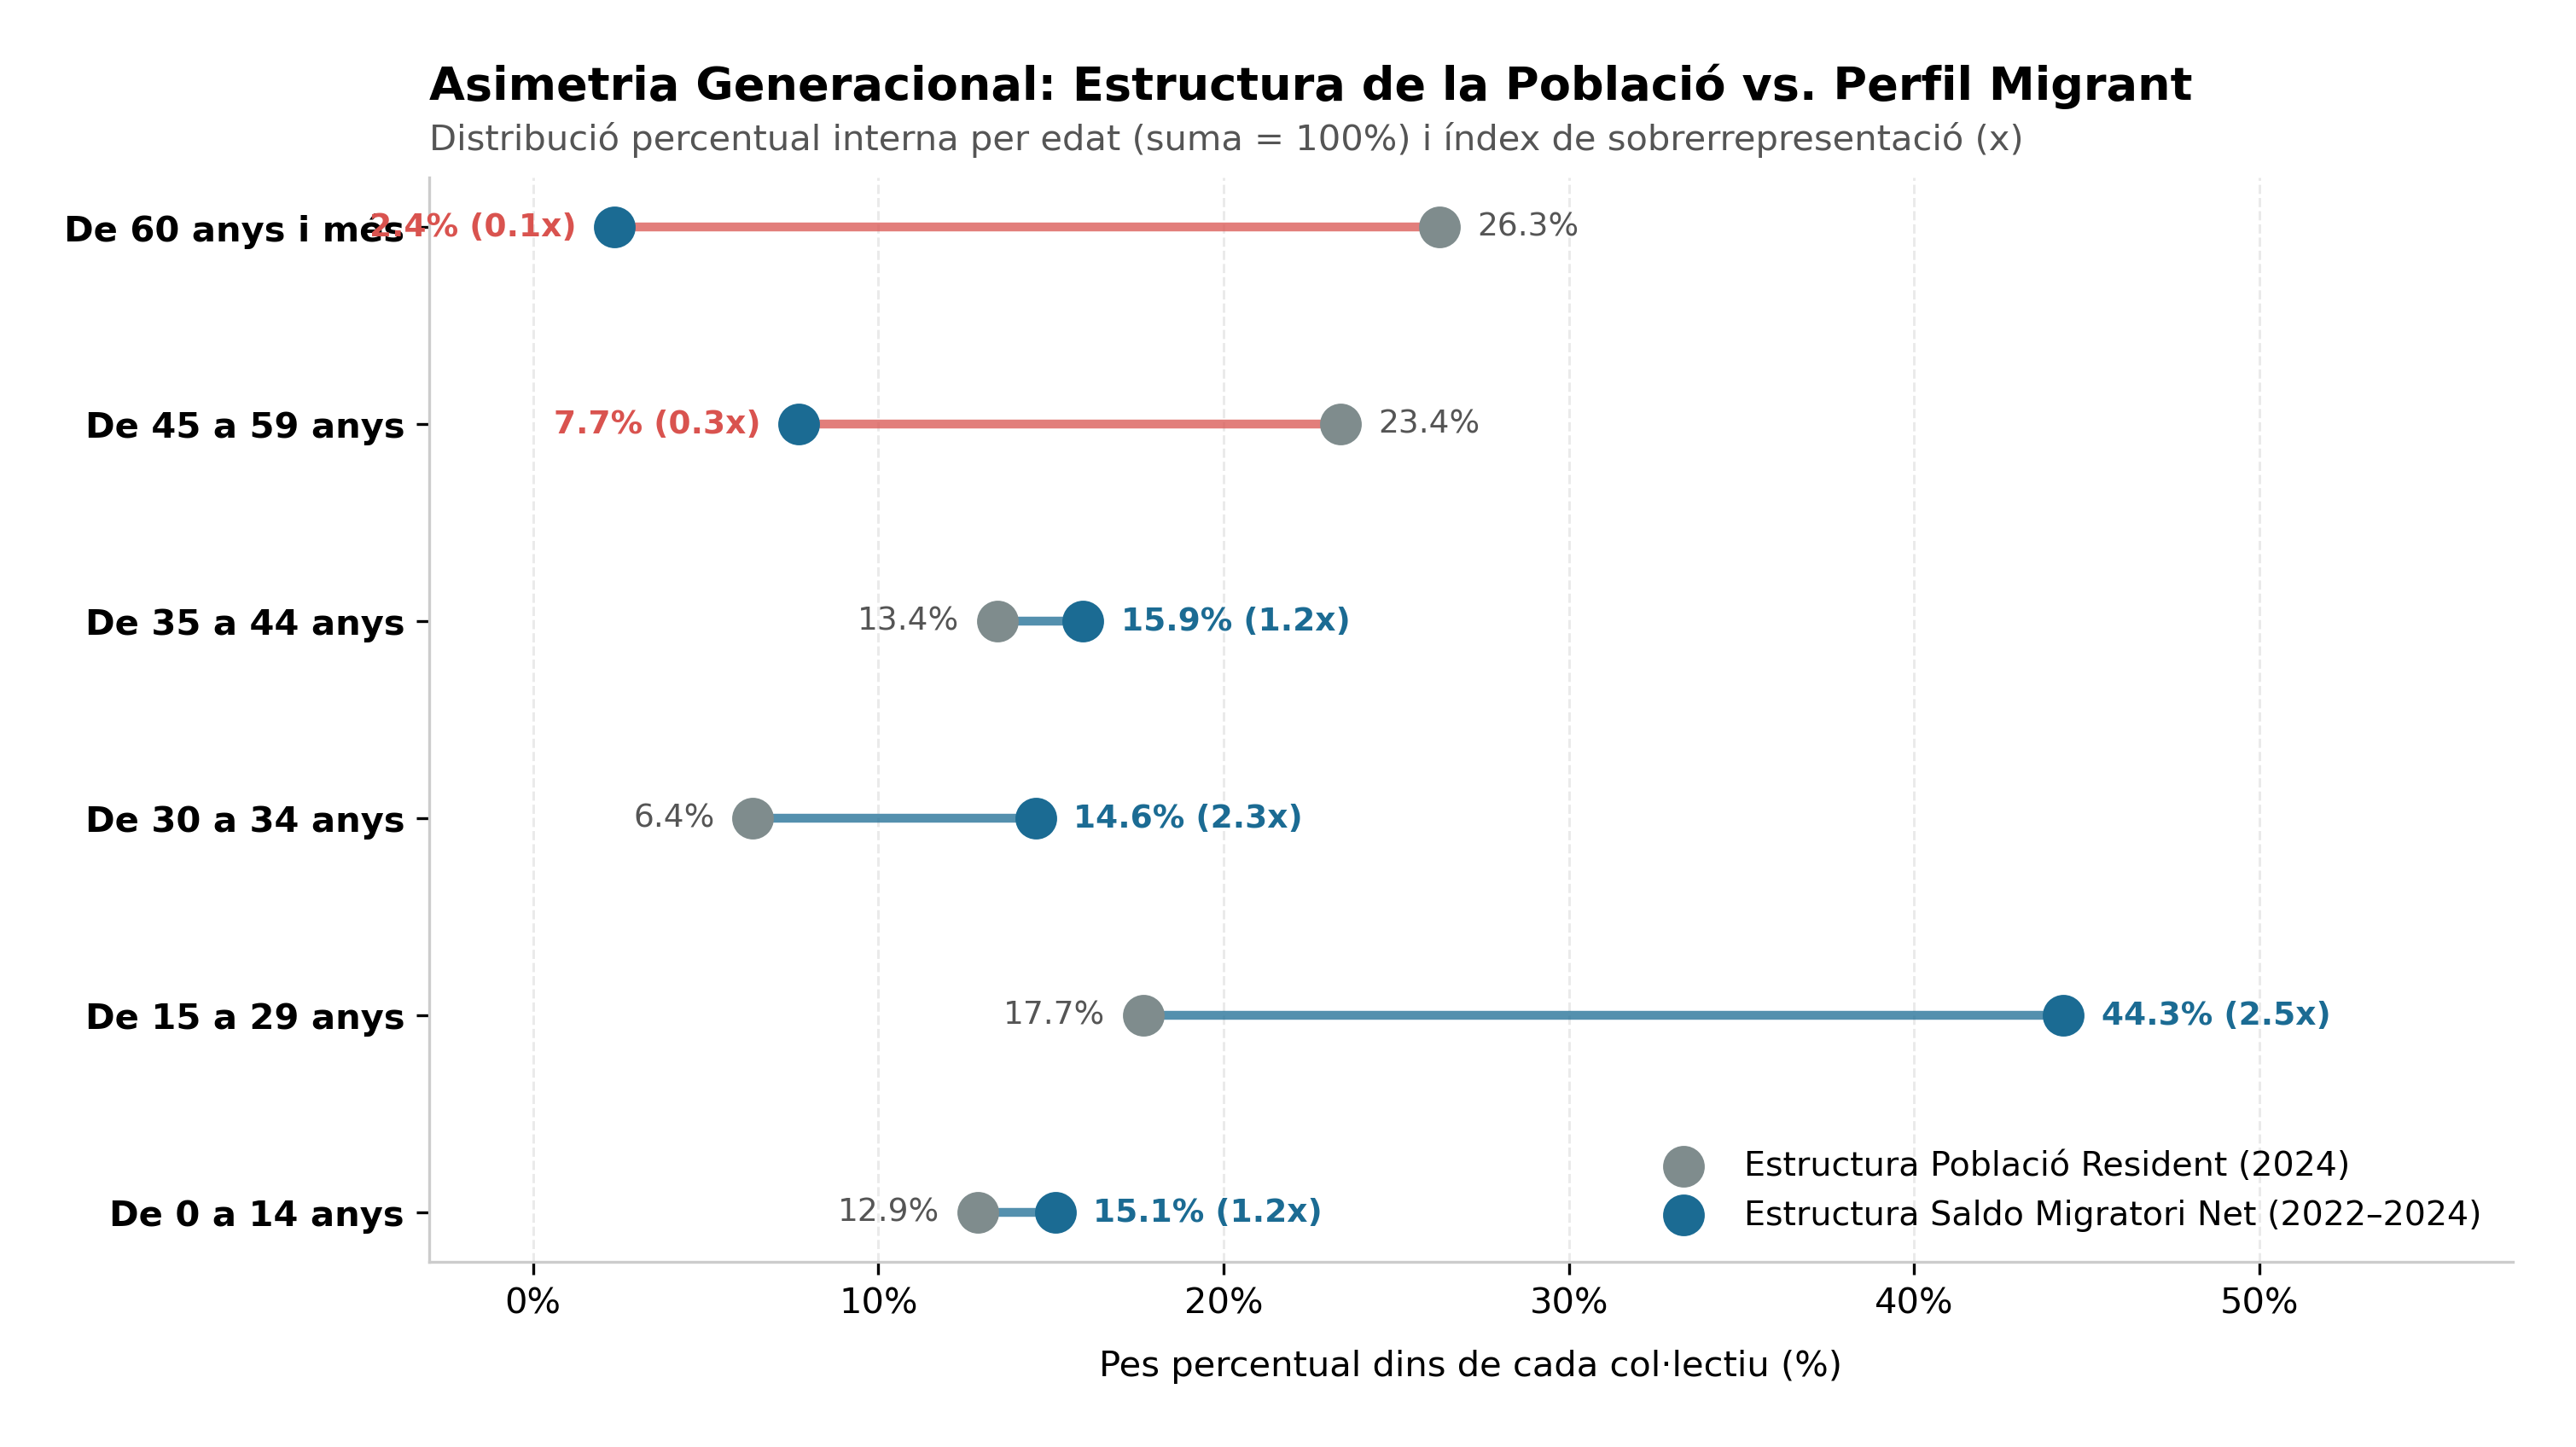 Asimetria Generacional: Estructura de la Població vs. Perfil Migrant
Distribució percentual interna per edat (suma = 100%) i índex de sobrerrepresentació (x)
De 60 anys i més
2.4% (0.1x)
26.3%
De 45 a 59 anys
7.7% (0.3x)
23.4%
De 35 a 44 anys
13.4%
15.9% (1.2x)
De 30 a 34 anys
6.4%
14.6% (2.3x)
De 15 a 29 anys
17.7%
44.3% (2.5x)
De 0 a 14 anys
12.9%
15.1% (1.2x)
Estructura Població Resident (2024)
Estructura Saldo Migratori Net (2022–2024)
0%
10%
20%
30%
40%
50%
Pes percentual dins de cada col·lectiu (%)